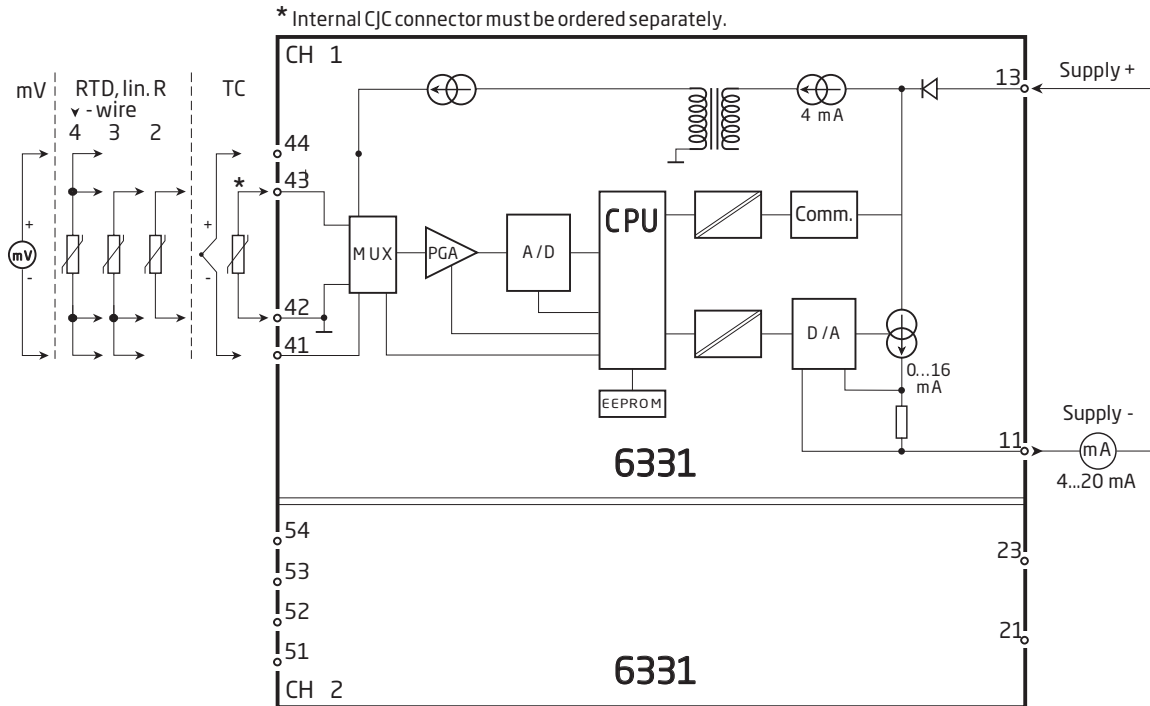 * Internal CJC connector must be ordered separately.
CH 1
mV
RTD, lin. R
- wire
4 3 2
TC
13
Supply +
4 mA
44
43
*
+
mV
-
+
-
MUX
PGA
A/D
CPU
Comm.
42
41
D/A
0...16
mA
EEPROM
Supply -
11
mA
4...20 mA
6331
54
53
52
51
23
21
6331
CH 2